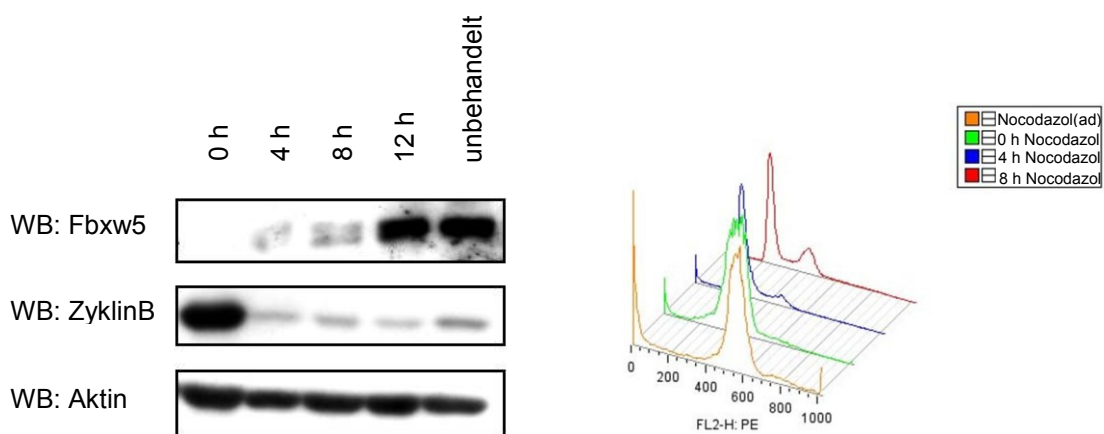 0 h
4 h
8 h
12 h
unbehandelt
WB: Fbxw5
WB: ZyklinB
WB: Aktin
Nocodazol(ad)
0 h Nocodazol
4 h Nocodazol
8 h Nocodazol
0
200
400
600
800
1000
FL2-H: PE